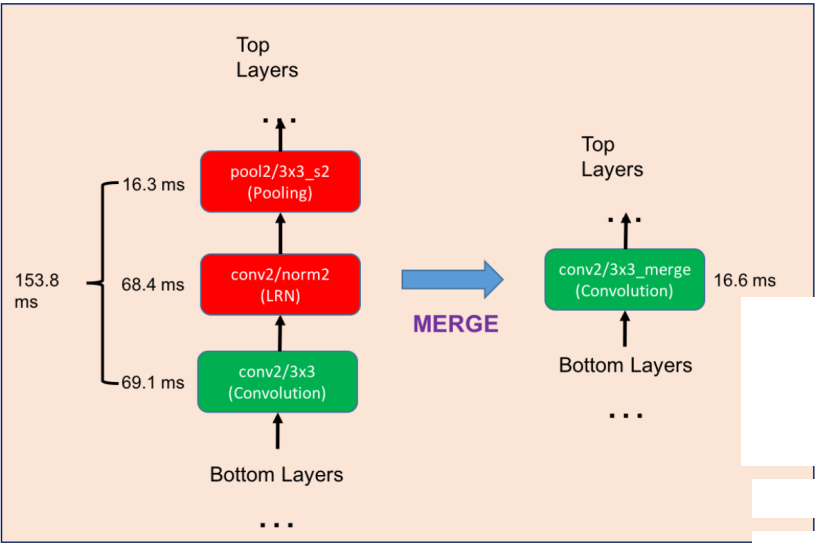 Top
Layers
. . .
pool2/3x3_s2
(Pooling)
16.3 ms
conv2/norm2
(LRN)
68.4 ms
153.8
ms
conv2/3x3
(Convolution)
69.1 ms
Bottom Layers
. . .
MERGE
Top
Layers
. . .
conv2/3x3_merge
(Convolution)
16.6 ms
Bottom Layers
. . .